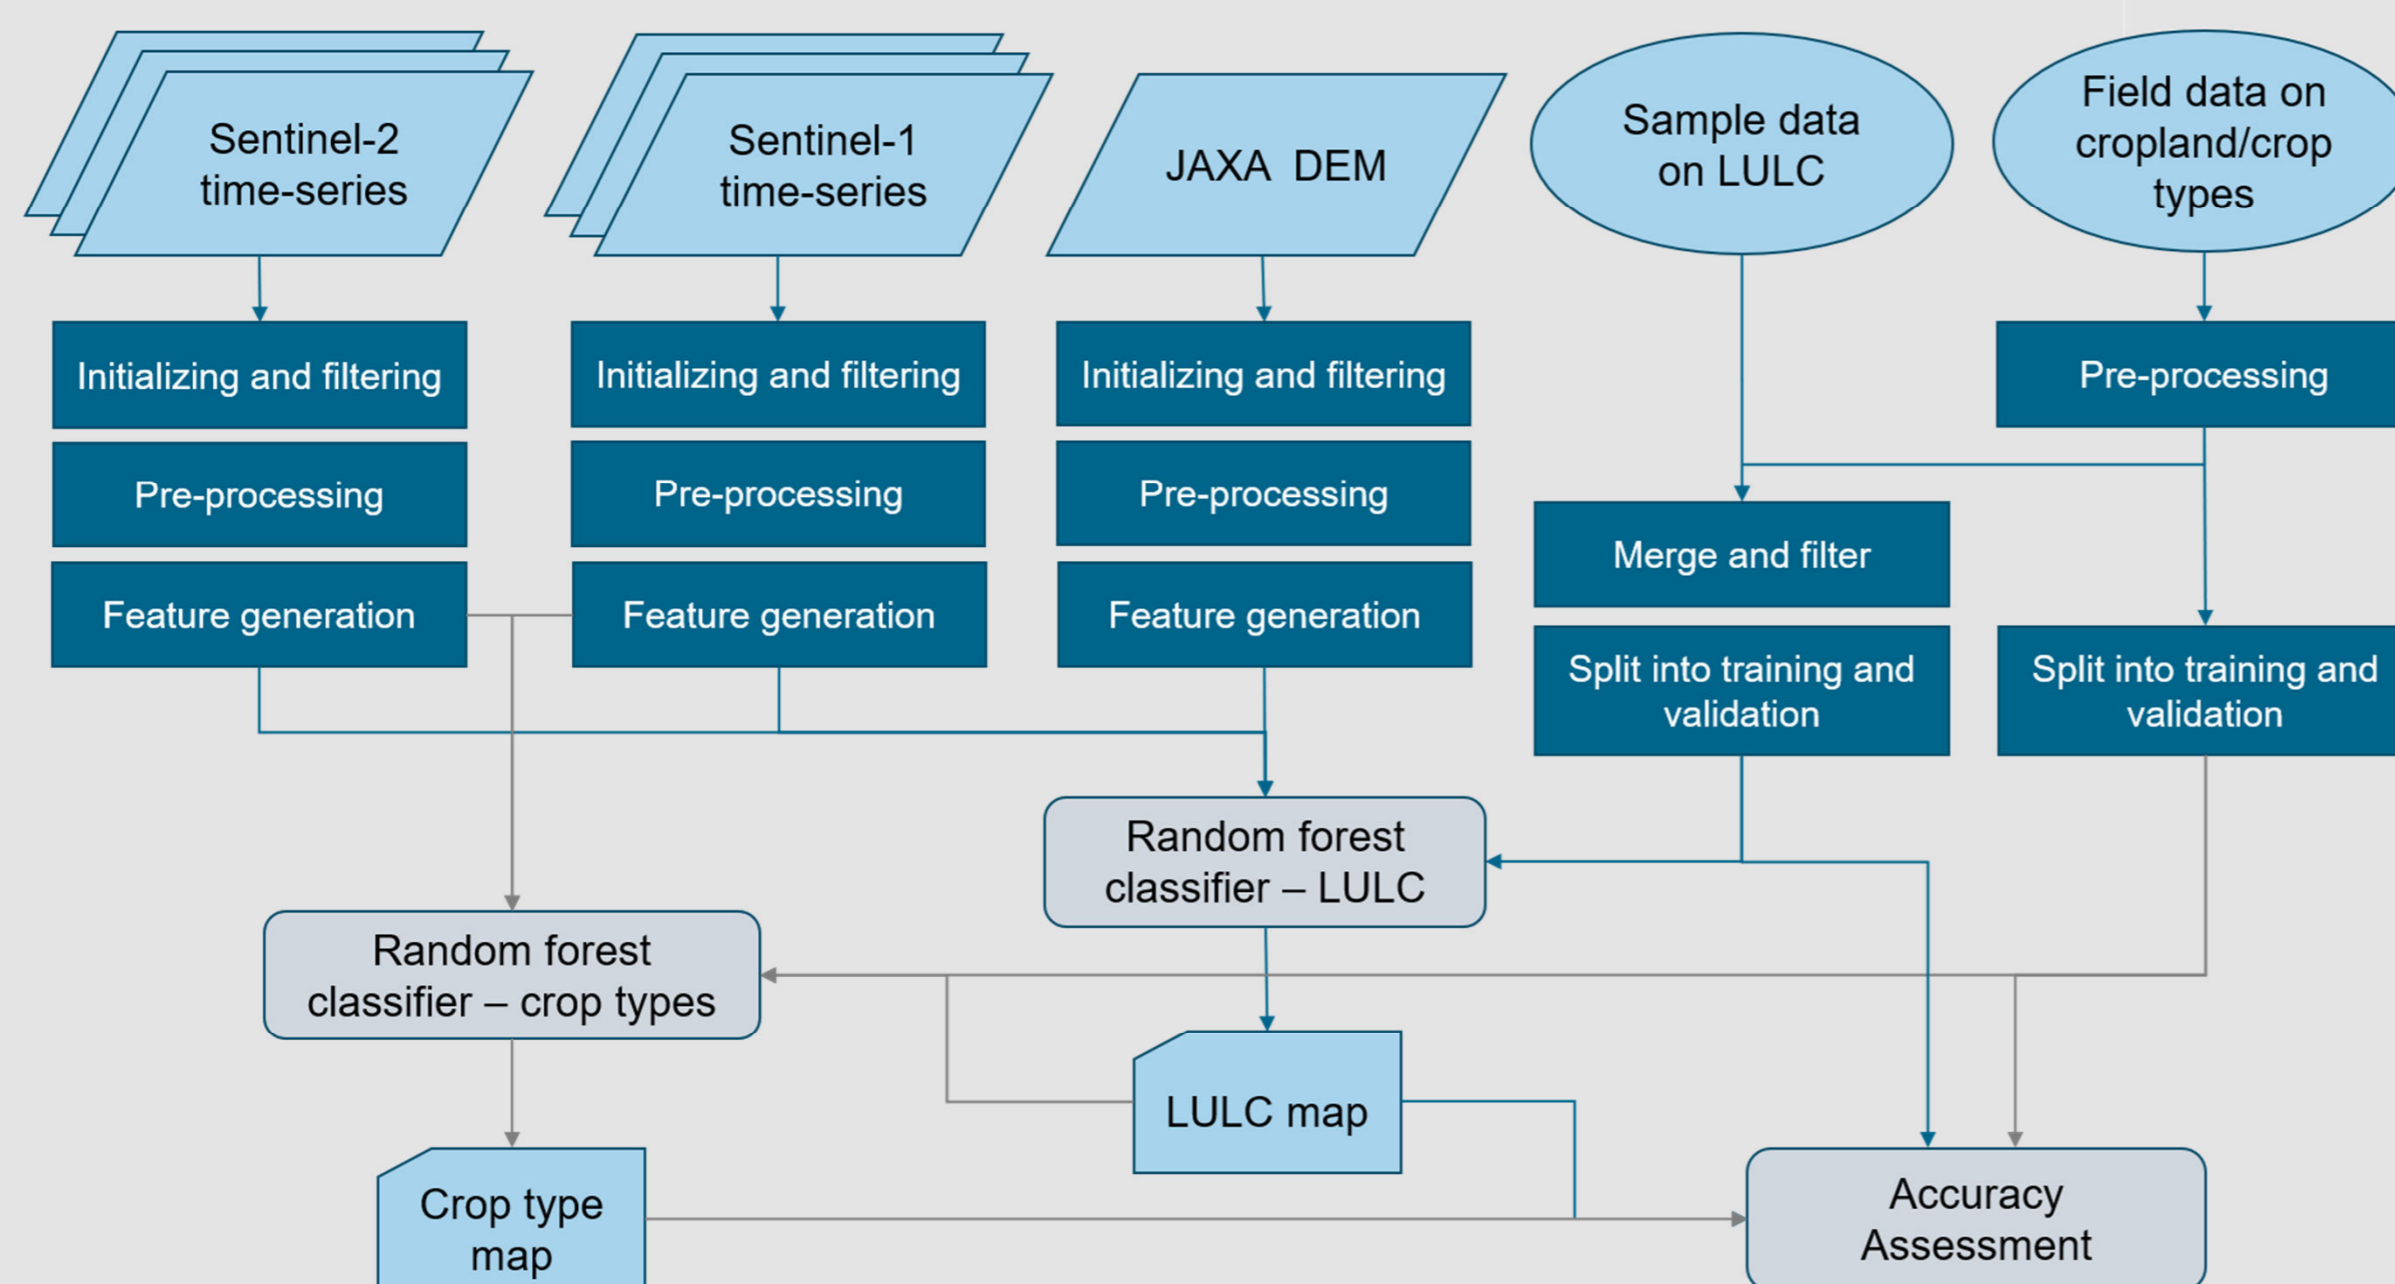 Sentinel-2
time-series
Sentinel-1
time-series
JAXA DEM
Sample data
on LULC
Field data on
cropland/crop
types
Initializing and filtering
Initializing and filtering
Initializing and filtering
Pre-processing
Pre-processing
Pre-processing
Pre-processing
Merge and filter
Feature generation
Feature generation
Feature generation
Split into training and
validation
Split into training and
validation
Random forest
classifier – LULC
Random forest
classifier – crop types
LULC map
Crop type
map
Accuracy
Assessment